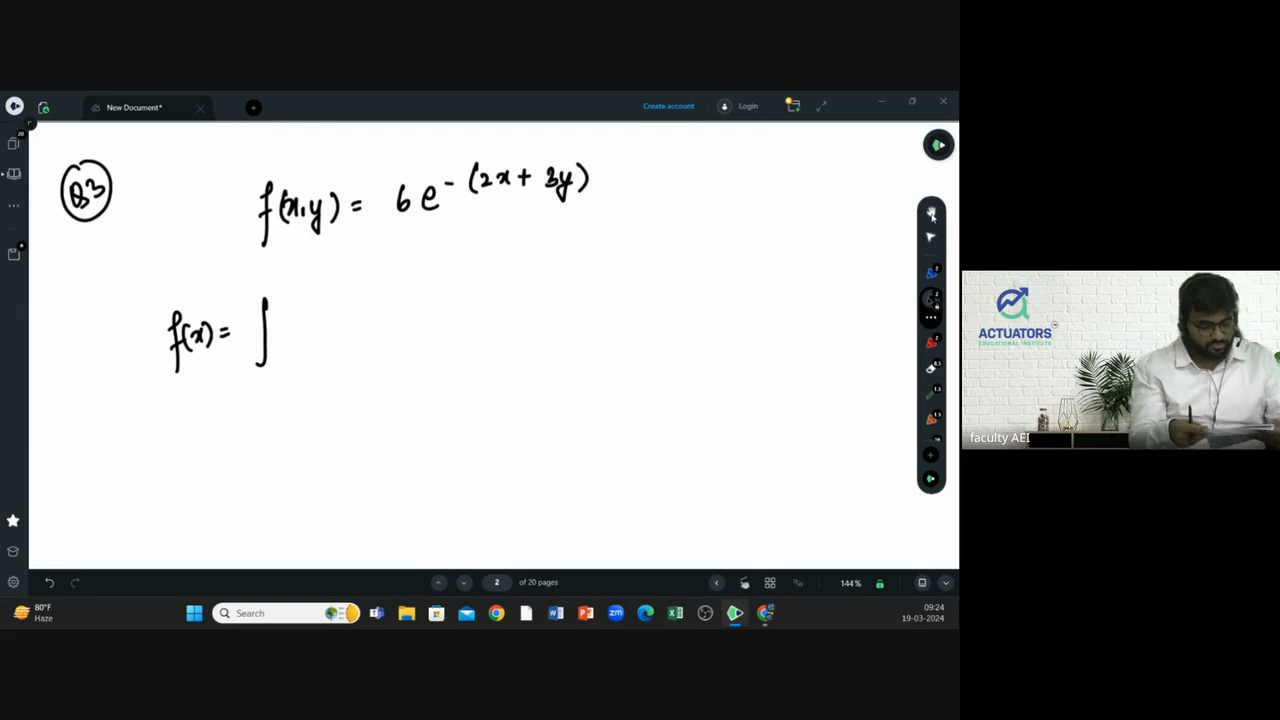 New Document*
Create account
Login
Q3
f(x,y) = 6 e^-(2x + 3y)
f(x) = ∫
ACTUATORS
EDUCATIONAL INSTITUTE
faculty AEI
2
of 20 pages
144%
80°F
Haze
Search
09:24
19-03-2024